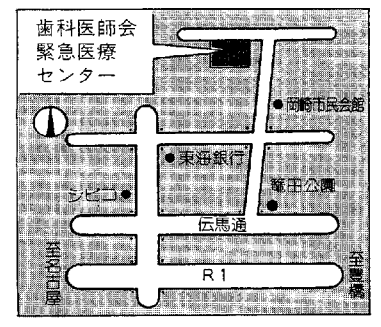 歯科医師会
緊急医療
センター
岡崎市民会館
東海銀行
シビコ
篭田公園
伝馬通
至名古屋
R1
至豊橋